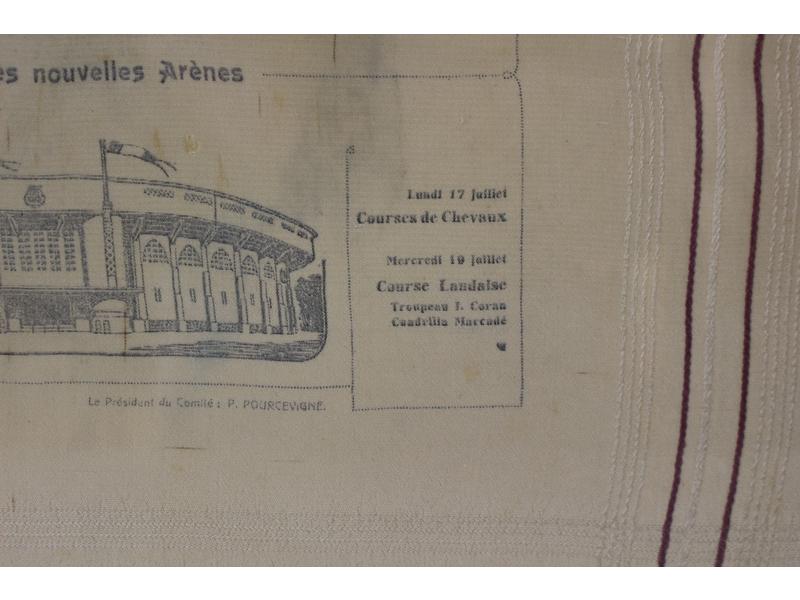 es nouvelles Arènes
Lundi 17 Juillet
Courses de Chevaux
Mercredi 19 Juillet
Course Landaise
Troupeau J. Coran
Cuadrilla Marcadé
Le Président du Comité : P. POURCEVIGNE.